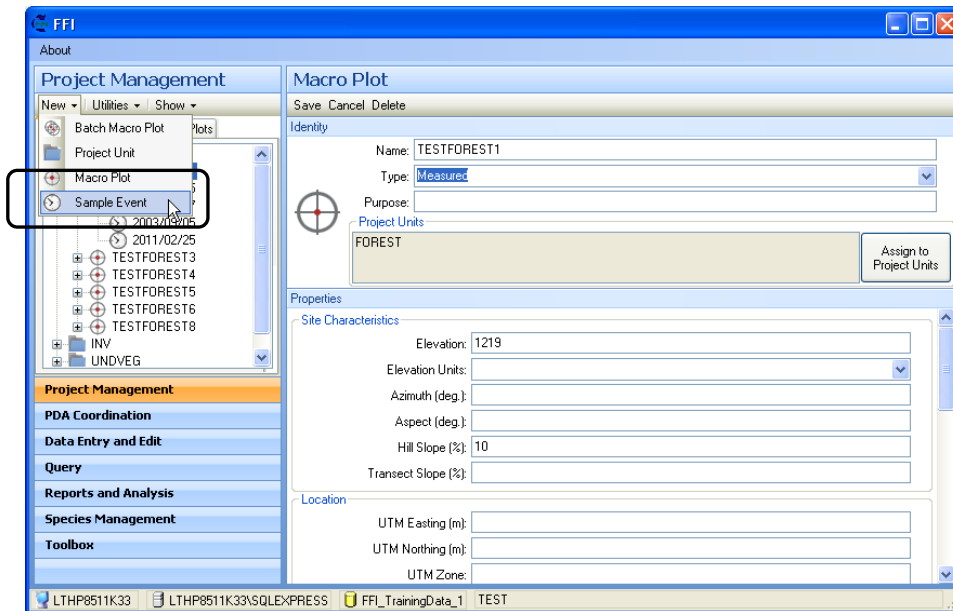 FFI
About
Project Management
New Utilities Show
Plots
Batch Macro Plot
Project Unit
Macro Plot
Sample Event
2003/09/05
2011/02/25
TESTFOREST3
TESTFOREST4
TESTFOREST5
TESTFOREST6
TESTFOREST8
INV
UNDVEG
Project Management
PDA Coordination
Data Entry and Edit
Query
Reports and Analysis
Species Management
Toolbox
Macro Plot
Save Cancel Delete
Identity
Name: TESTFOREST1
Type: Measured
Purpose:
Project Units
FOREST
Assign to
Project Units
Properties
Site Characteristics
Elevation: 1219
Elevation Units:
Azimuth (deg.):
Aspect (deg.):
Hill Slope (%): 10
Transect Slope (%):
Location
UTM Easting (m):
UTM Northing (m):
UTM Zone:
LTHP8511K33 LTHP8511K33\SQLEXPRESS FFI_TrainingData_1 TEST